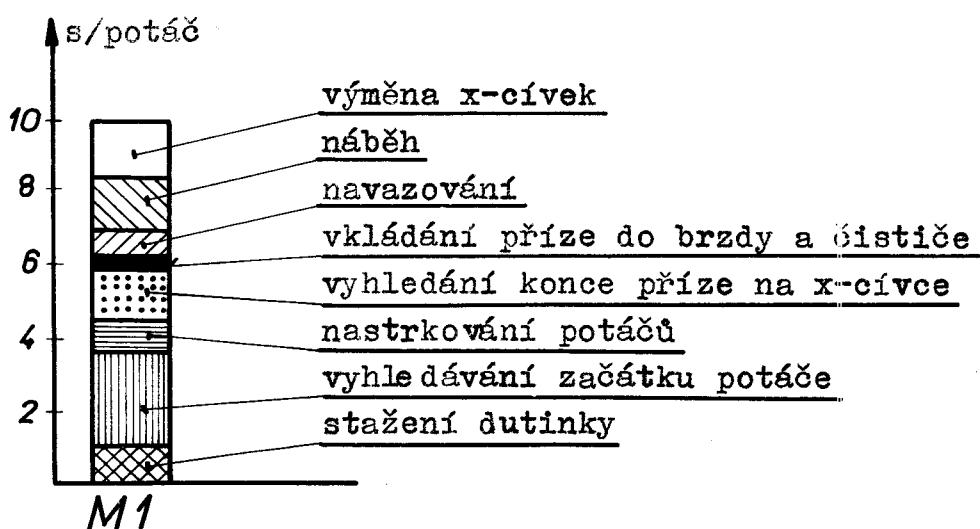 s/potáč
výměna x-cívek
10
náběh
8
navazování
vkládání příze do brzdy a čističe
6
vyhledání konce příze na x-cívce
nastrkování potáčů
4
vyhledávání začátku potáče
2
stažení dutinky
M1